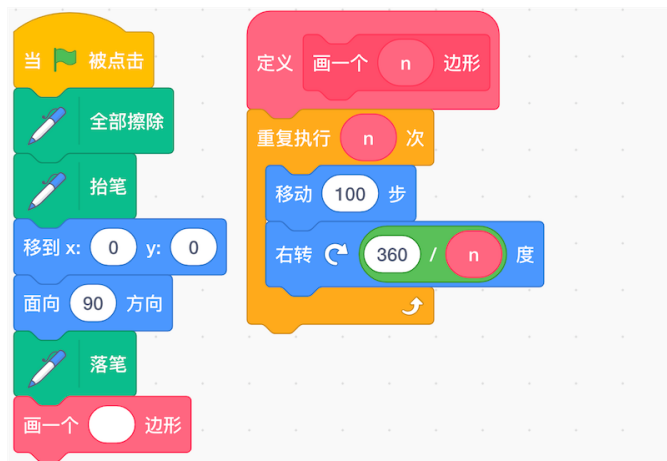 当 被点击
全部擦除
抬笔
移到 x: 0 y: 0
面向 90 方向
落笔
画一个 边形
定义 画一个 n 边形
重复执行 n 次
移动 100 步
右转 360 / n 度